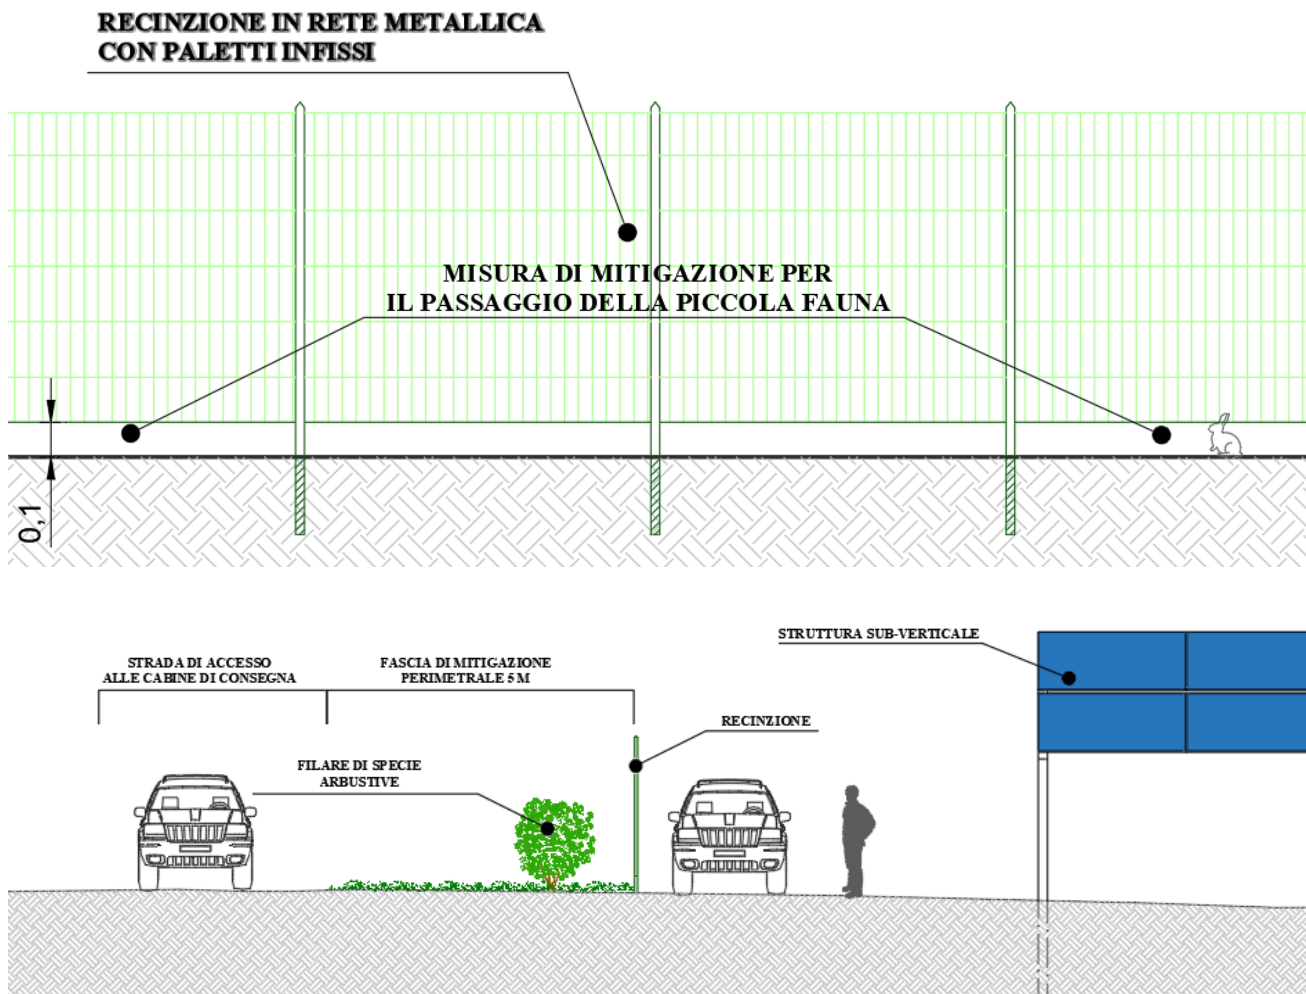 RECINZIONE IN RETE METALLICA
CON PALETTI INFISSI
MISURA DI MITIGAZIONE PER
IL PASSAGGIO DELLA PICCOLA FAUNA
0,1
STRUTTURA SUB-VERTICALE
STRADA DI ACCESSO
ALLE CABINE DI CONSEGNA
FASCIA DI MITIGAZIONE
PERIMETRALE 5 M
RECINZIONE
FILARE DI SPECIE
ARBUSTIVE